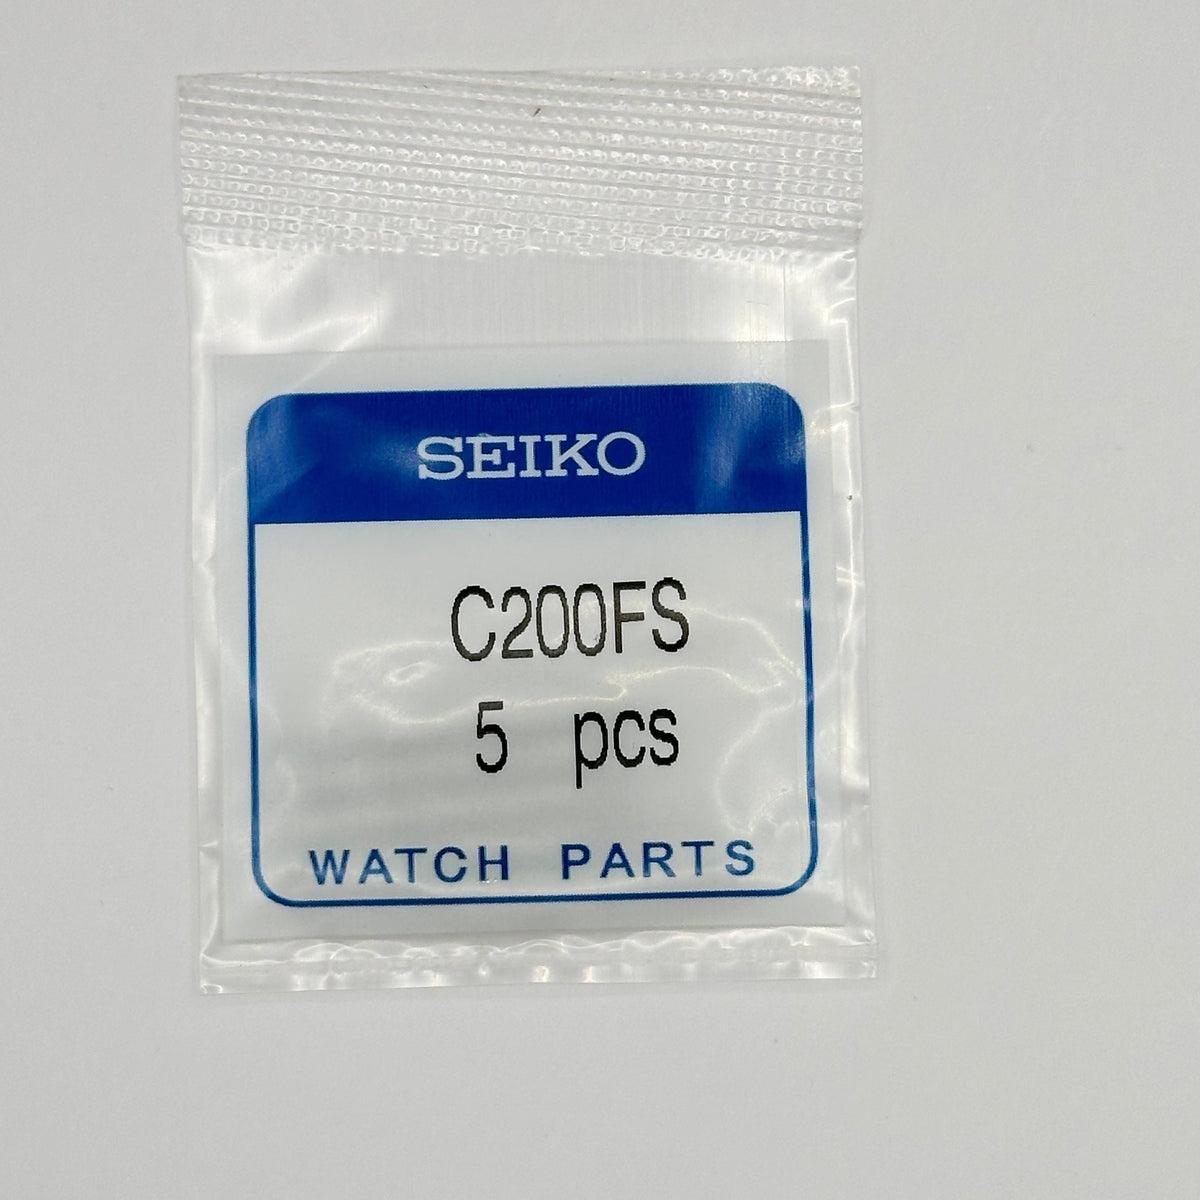 SEIKO
C200FS
5 pcs
WATCH PARTS